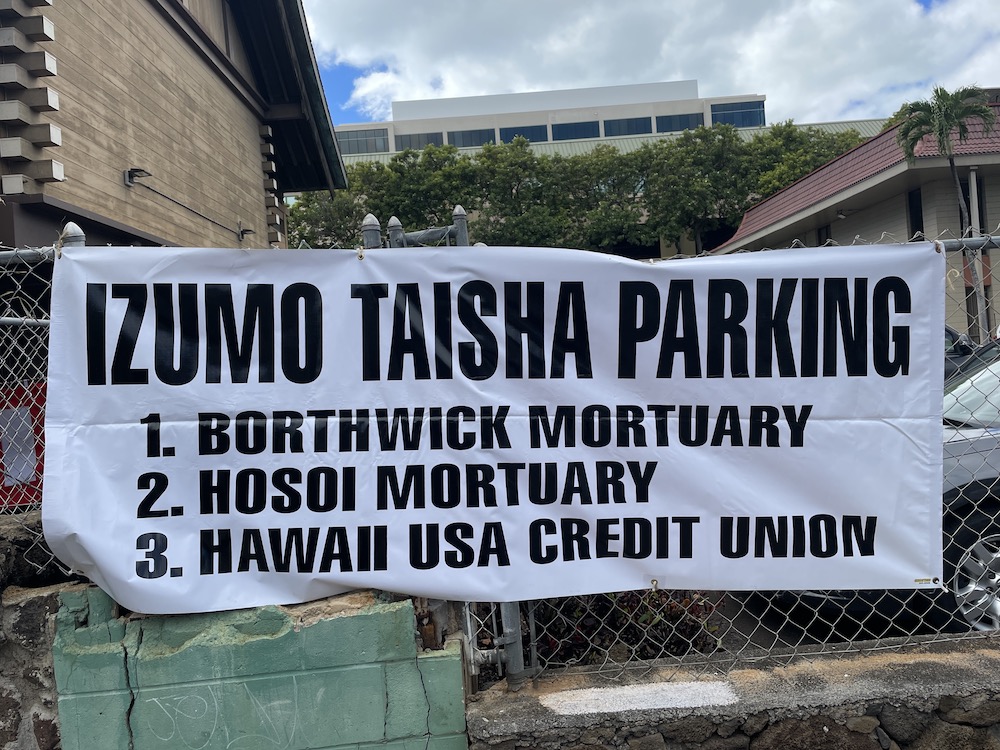 IZUMO TAISHA PARKING
1. BORTHWICK MORTUARY
2. HOSOI MORTUARY
3. HAWAII USA CREDIT UNION